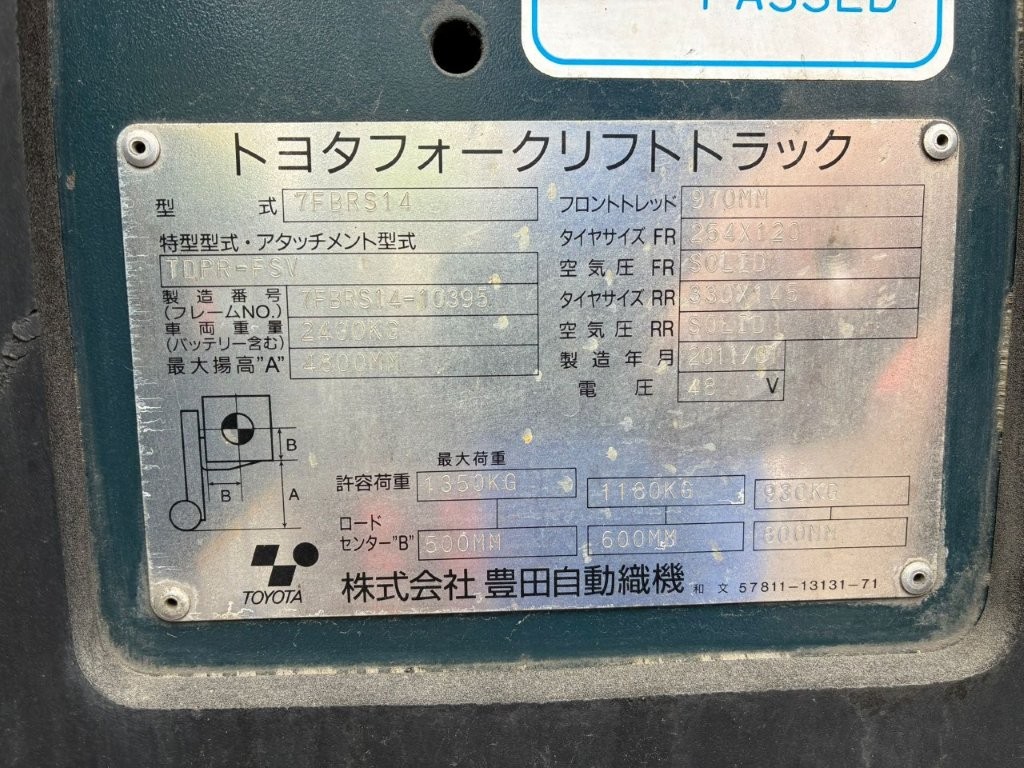 PASSED
トヨタフォークリフトトラック
型 式 7FBRS14
特型型式・アタッチメント型式
TDPR-FSV
製造番号 7FBRS14-10395
(フレームNO.)
車両重量 2400KG
(バッテリー含む)
最大揚高"A" 4800MM
フロントトレッド 970MM
タイヤサイズ FR 254X120
空気圧 FR SOLID
タイヤサイズ RR 330X145
空気圧 RR SOLID
製造年月
電圧 48 V
B
B
A
最大荷重
許容荷重 1350KG 1180KG 930KG
ロード
センター"B" 500MM 600MM 800MM
TOYOTA
株式会社 豊田自動織機 和文 57811-13131-71